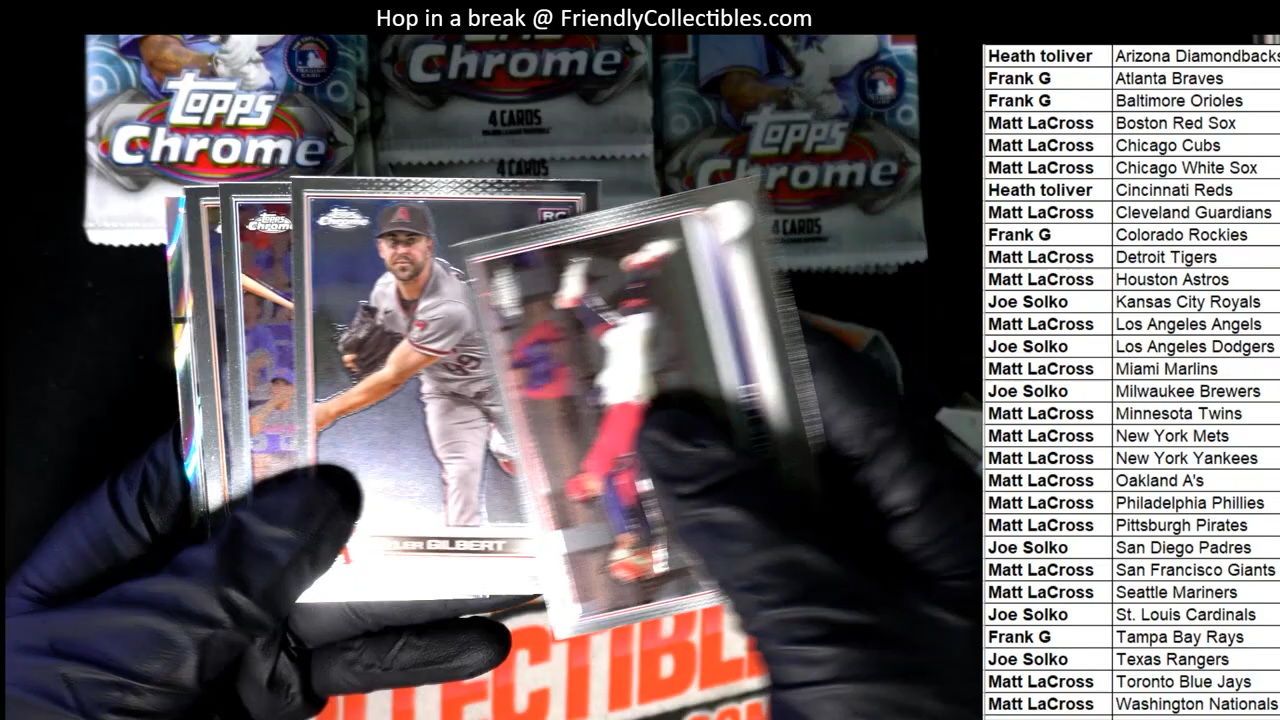 Hop in a break @ FriendlyCollectibles.com
Topps
Chrome
Chrome
4 CARDS
4 CARDS
Topps
Chrome
4 CARDS
Topps
Chrome
RC
A
GILBERT
Heath toliver Arizona Diamondbacks
Frank G Atlanta Braves
Frank G Baltimore Orioles
Matt LaCross Boston Red Sox
Matt LaCross Chicago Cubs
Matt LaCross Chicago White Sox
Heath toliver Cincinnati Reds
Matt LaCross Cleveland Guardians
Frank G Colorado Rockies
Matt LaCross Detroit Tigers
Matt LaCross Houston Astros
Joe Solko Kansas City Royals
Matt LaCross Los Angeles Angels
Joe Solko Los Angeles Dodgers
Matt LaCross Miami Marlins
Joe Solko Milwaukee Brewers
Matt LaCross Minnesota Twins
Matt LaCross New York Mets
Matt LaCross New York Yankees
Matt LaCross Oakland A's
Matt LaCross Philadelphia Phillies
Matt LaCross Pittsburgh Pirates
Joe Solko San Diego Padres
Matt LaCross San Francisco Giants
Matt LaCross Seattle Mariners
Joe Solko St. Louis Cardinals
Frank G Tampa Bay Rays
Joe Solko Texas Rangers
Matt LaCross Toronto Blue Jays
Matt LaCross Washington Nationals